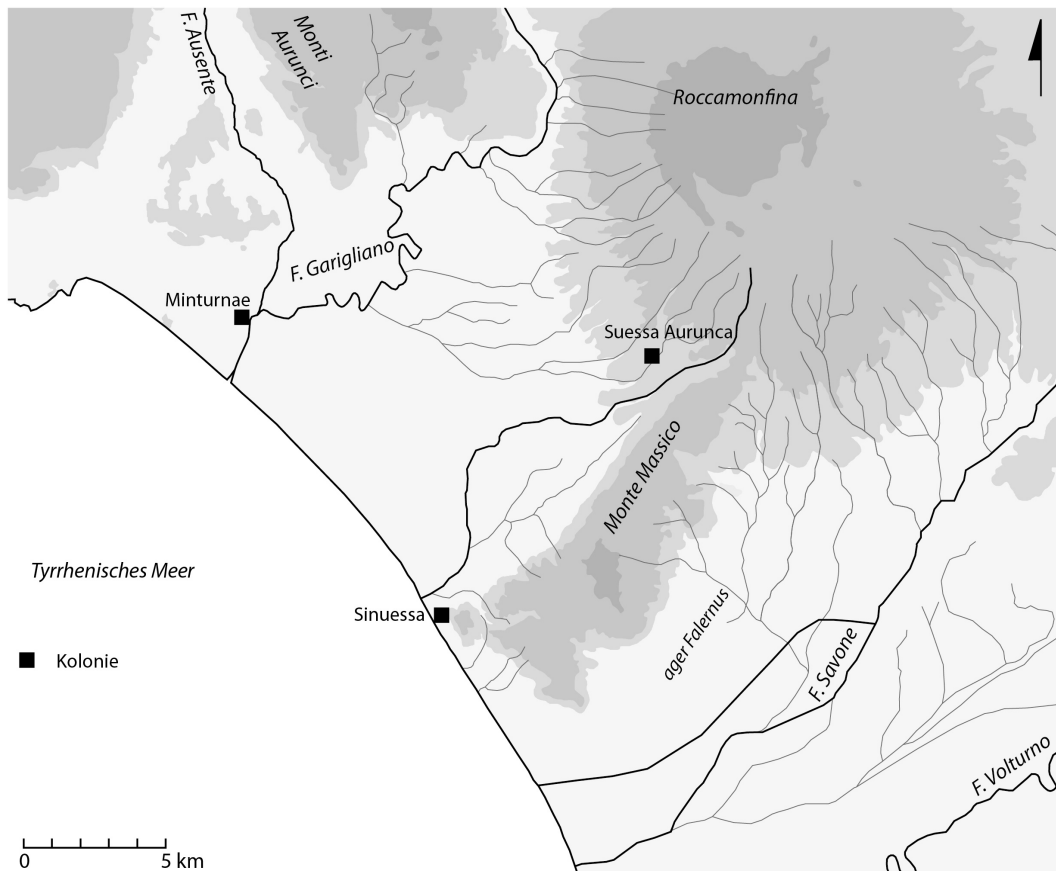 F. Ausente
Monti
Aurunci
Roccamonfina
F. Garigliano
Minturnae
Suessa Aurunca
Monte Massico
Tyrrhenisches Meer
Sinuessa
ager Falernus
Kolonie
F. Savone
F. Volturno
0 5 km